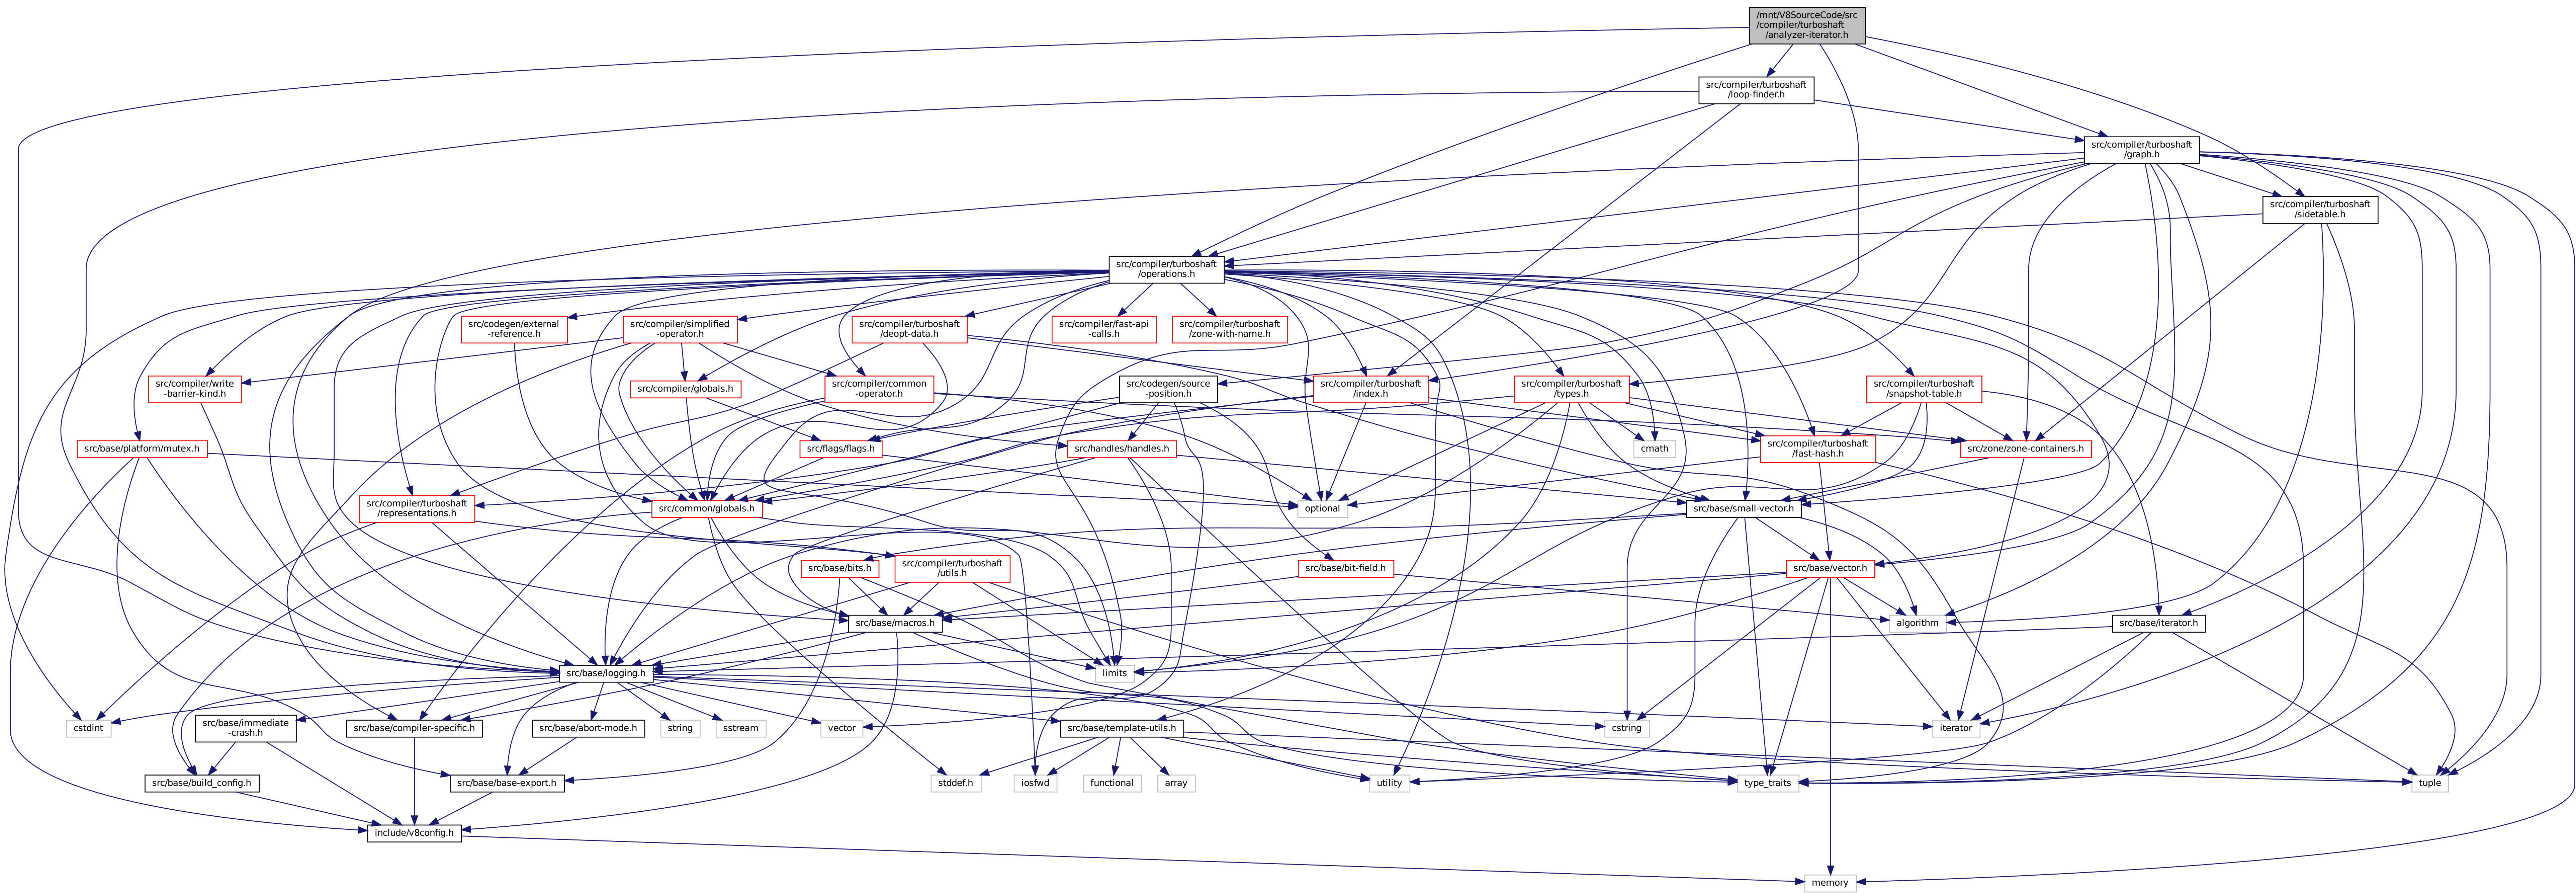 /mnt/V8SourceCode/src
/compiler/turboshaft
/analyzer-iterator.h
src/compiler/turboshaft
/loop-finder.h
src/compiler/turboshaft
/graph.h
src/compiler/turboshaft
/sidetable.h
src/compiler/turboshaft
/operations.h
src/codegen/external
-reference.h
src/compiler/simplified
-operator.h
src/compiler/turboshaft
/deopt-data.h
src/compiler/fast-api
-calls.h
src/compiler/turboshaft
/zone-with-name.h
src/compiler/write
-barrier-kind.h
src/compiler/globals.h
src/compiler/common
-operator.h
src/codegen/source
-position.h
src/compiler/turboshaft
/index.h
src/compiler/turboshaft
/types.h
src/compiler/turboshaft
/snapshot-table.h
src/base/platform/mutex.h
src/flags/flags.h
src/handles/handles.h
cmath
src/compiler/turboshaft
/fast-hash.h
src/zone/zone-containers.h
src/compiler/turboshaft
/representations.h
src/common/globals.h
optional
src/base/small-vector.h
src/base/bits.h
src/compiler/turboshaft
/utils.h
src/base/bit-field.h
src/base/vector.h
src/base/macros.h
algorithm
src/base/iterator.h
src/base/logging.h
limits
cstdint
src/base/immediate
-crash.h
src/base/compiler-specific.h
src/base/abort-mode.h
string
sstream
vector
src/base/template-utils.h
cstring
iterator
src/base/build_config.h
src/base/base-export.h
stddef.h
iosfwd
functional
array
utility
type_traits
tuple
include/v8config.h
memory